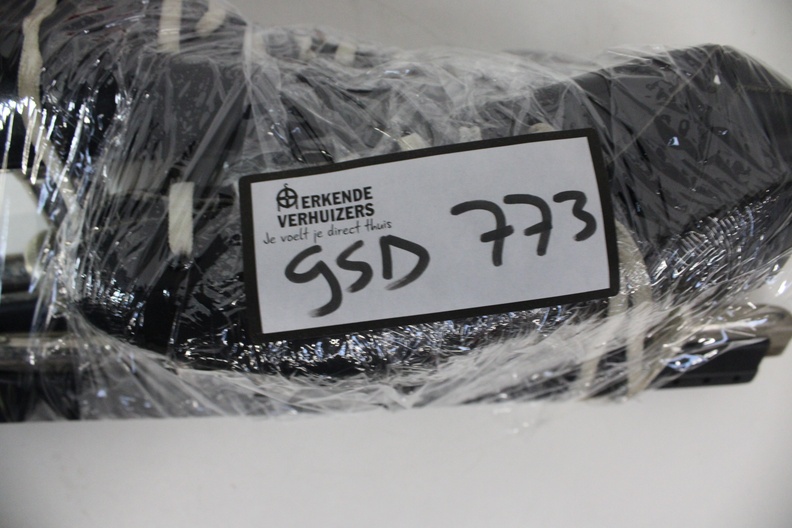 ERKENDE
VERHUIZERS
Je voelt je direct thuis
GSD 773